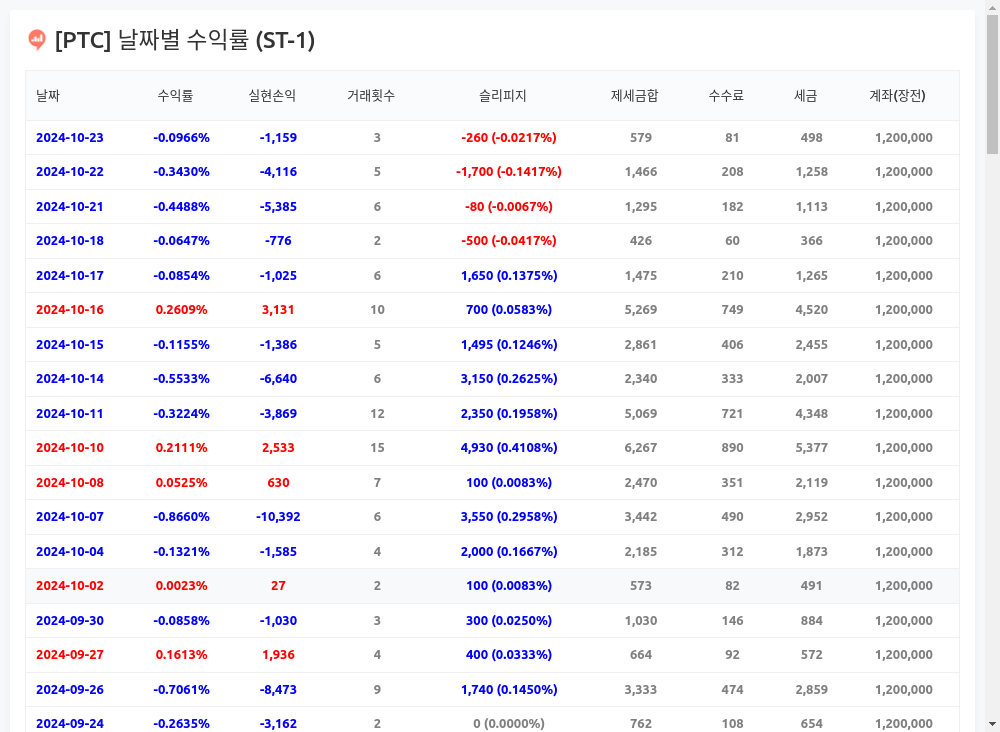 [PTC] 날짜별 수익률 (ST-1)
날짜 수익률 실현손익 거래횟수 슬리피지 제세금합 수수료 세금 계좌(장전)
2024-10-23 -0.0966% -1,159 3 -260 (-0.0217%) 579 81 498 1,200,000
2024-10-22 -0.3430% -4,116 5 -1,700 (-0.1417%) 1,466 208 1,258 1,200,000
2024-10-21 -0.4488% -5,385 6 -80 (-0.0067%) 1,295 182 1,113 1,200,000
2024-10-18 -0.0647% -776 2 -500 (-0.0417%) 426 60 366 1,200,000
2024-10-17 -0.0854% -1,025 6 1,650 (0.1375%) 1,475 210 1,265 1,200,000
2024-10-16 0.2609% 3,131 10 700 (0.0583%) 5,269 749 4,520 1,200,000
2024-10-15 -0.1155% -1,386 5 1,495 (0.1246%) 2,861 406 2,455 1,200,000
2024-10-14 -0.5533% -6,640 6 3,150 (0.2625%) 2,340 333 2,007 1,200,000
2024-10-11 -0.3224% -3,869 12 2,350 (0.1958%) 5,069 721 4,348 1,200,000
2024-10-10 0.2111% 2,533 15 4,930 (0.4108%) 6,267 890 5,377 1,200,000
2024-10-08 0.0525% 630 7 100 (0.0083%) 2,470 351 2,119 1,200,000
2024-10-07 -0.8660% -10,392 6 3,550 (0.2958%) 3,442 490 2,952 1,200,000
2024-10-04 -0.1321% -1,585 4 2,000 (0.1667%) 2,185 312 1,873 1,200,000
2024-10-02 0.0023% 27 2 100 (0.0083%) 573 82 491 1,200,000
2024-09-30 -0.0858% -1,030 3 300 (0.0250%) 1,030 146 884 1,200,000
2024-09-27 0.1613% 1,936 4 400 (0.0333%) 664 92 572 1,200,000
2024-09-26 -0.7061% -8,473 9 1,740 (0.1450%) 3,333 474 2,859 1,200,000
2024-09-24 -0.2635% -3,162 2 0 (0.0000%) 762 108 654 1,200,000